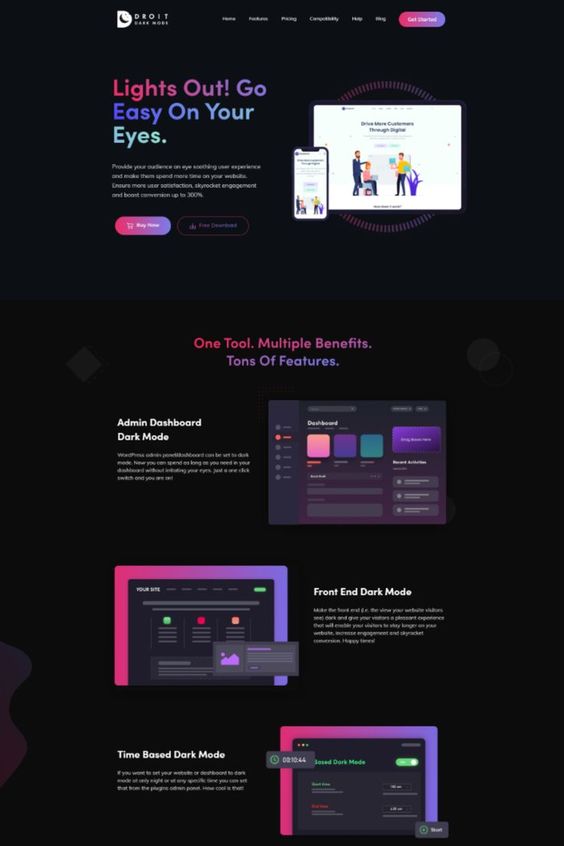 DROIT
DARK MODE
Home Features Pricing Compatibility Help Blog Get Started
Lights Out! Go
Easy On Your
Eyes.
Provide your audience an eye soothing user experience
and make them spend more time on your website.
Ensure more user satisfaction, skyrocket engagement
and boost conversion up to 300%
Buy Now Free Download
Drive More Customers
Through Digital
One Tool. Multiple Benefits.
Tons Of Features.
Admin Dashboard
Dark Mode
WordPress admin panel/dashboard can be set to dark
mode. Now you can spend as long as you need in your
dashboard without irritating your eyes. Just a one click
switch and you are on!
Dashboard
Drag Boxes Here
Recent Activities
YOUR SITE
Front End Dark Mode
Make the front end (i.e. the view your website visitors
see) dark and give your visitors a pleasant experience
that will enable your visitors to stay longer on your
website, increase engagement and skyrocket
conversion. Happy times!
Time Based Dark Mode
If you want to set your website or dashboard to dark
mode at only night or at any specific time you can set
that from the plugins admin panel. How cool is that!
00:10:44
Based Dark Mode
Start time
End time
Start